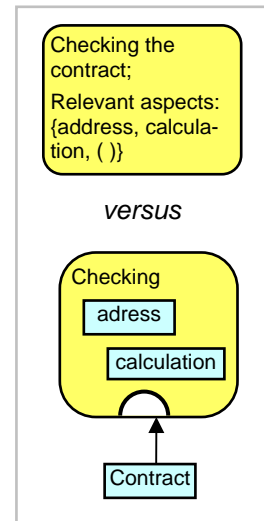 Checking the
contract;
Relevant aspects:
{address, calcula-
tion, ( )}
versus
Checking
adress
calculation
Contract